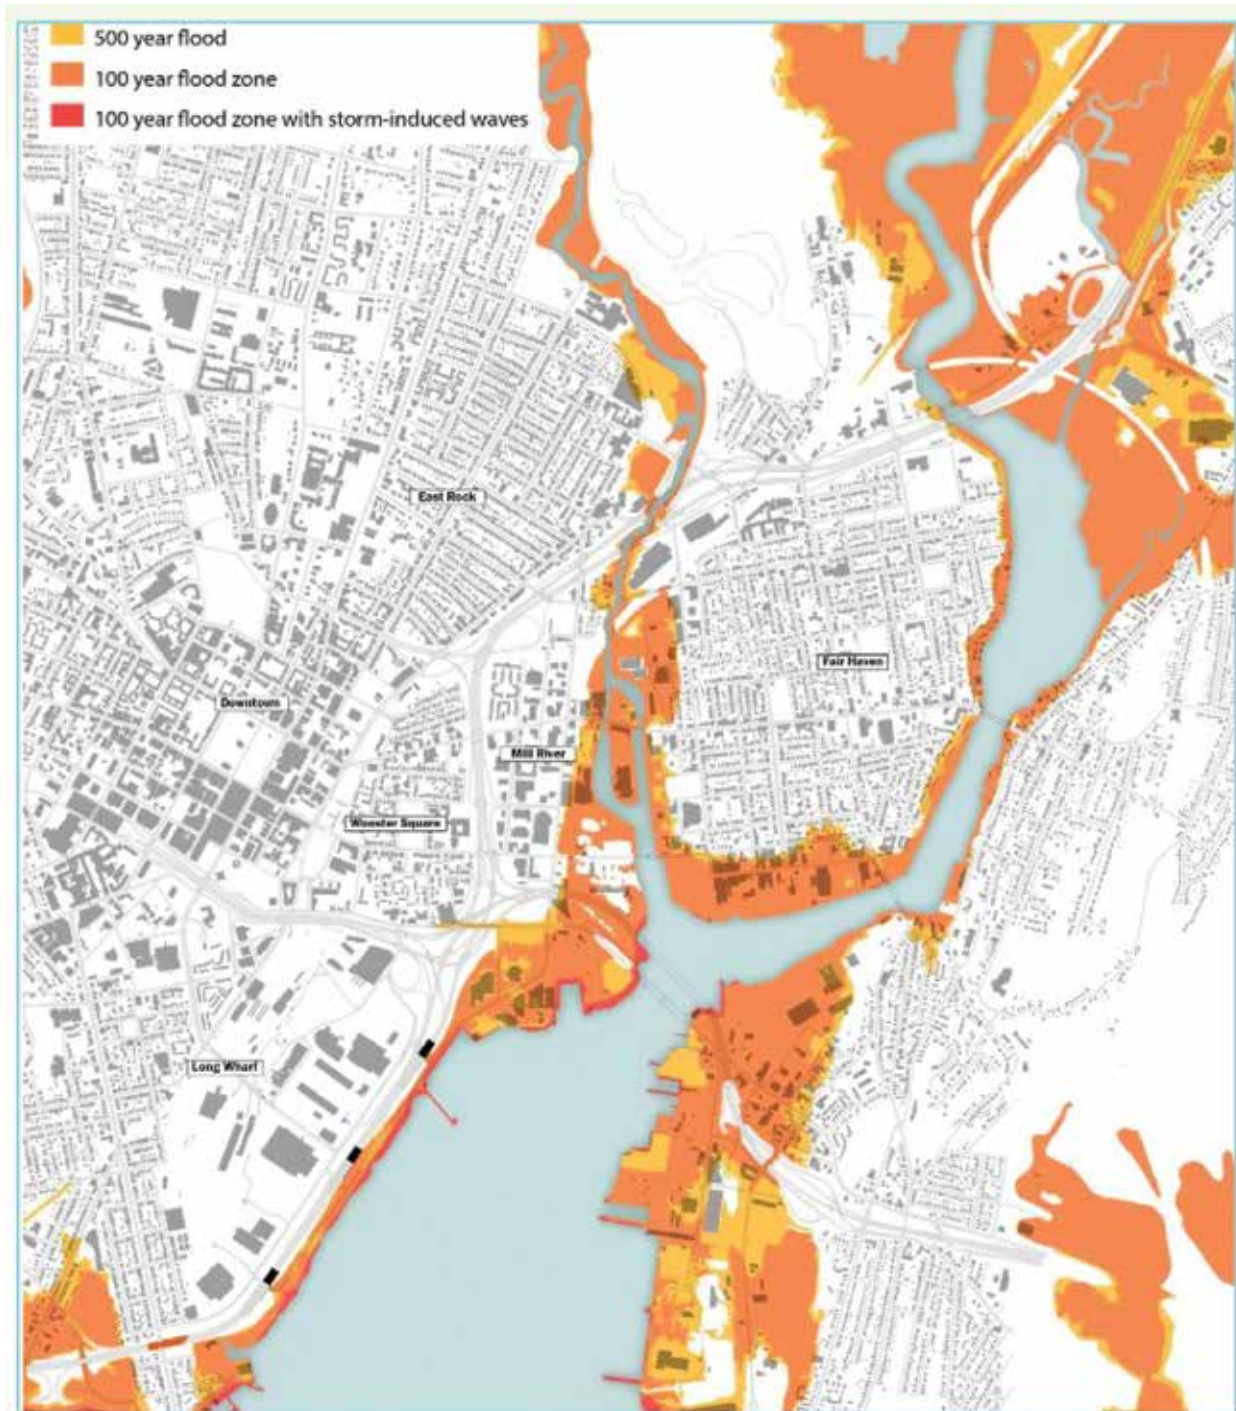 500 year flood
100 year flood zone
100 year flood zone with storm-induced waves
East Rock
Fair Haven
Downtown
Mill River
Wooster Square
Long Wharf